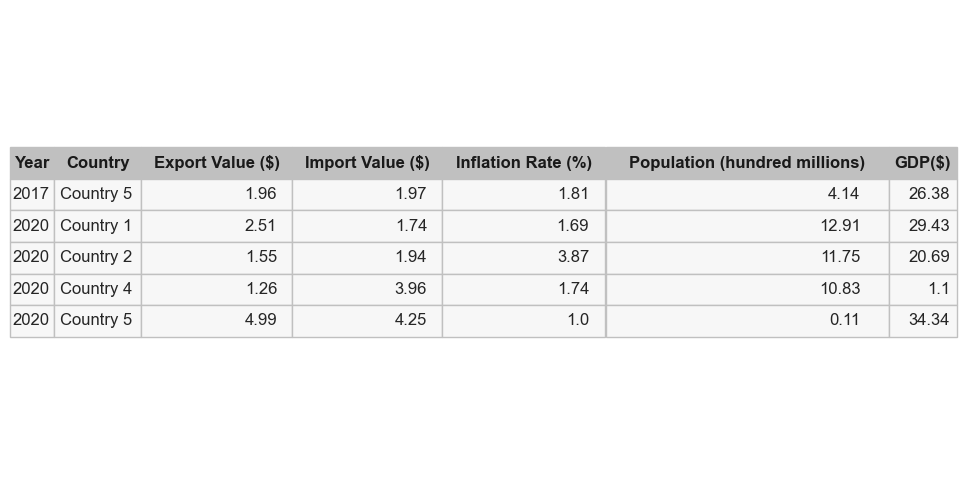 Year Country Export Value ($) Import Value ($) Inflation Rate (%) Population (hundred millions) GDP($)
2017 Country 5 1.96 1.97 1.81 4.14 26.38
2020 Country 1 2.51 1.74 1.69 12.91 29.43
2020 Country 2 1.55 1.94 3.87 11.75 20.69
2020 Country 4 1.26 3.96 1.74 10.83 1.1
2020 Country 5 4.99 4.25 1.0 0.11 34.34